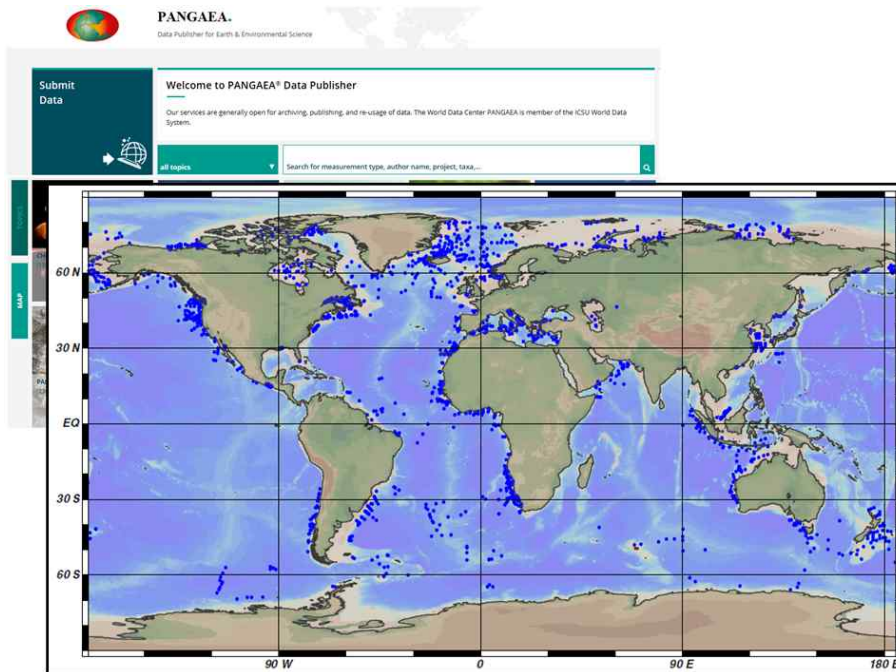 PANGAEA.
Data Publisher for Earth & Environmental Science
Submit
Data
Welcome to PANGAEA® Data Publisher
Our services are generally open for archiving, publishing, and re-usage of data. The World Data Center PANGAEA is member of the ICSU World Data
System.
all topics
Search for measurement type, author name, project, taxa,...
TOPICS
MAP
60 N
30 N
EQ
30 S
60 S
90 W
0
90 E